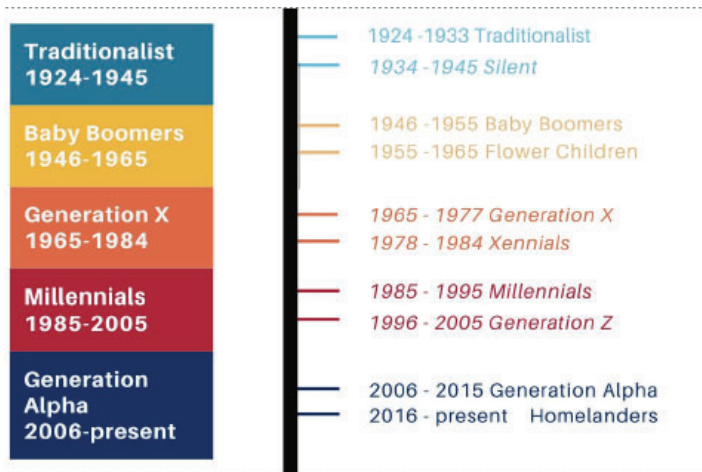 Traditionalist
1924-1945
Baby Boomers
1946-1965
Generation X
1965-1984
Millennials
1985-2005
Generation
Alpha
2006-present
1924 -1933 Traditionalist
1934 -1945 Silent
1946 -1955 Baby Boomers
1955 -1965 Flower Children
1965 - 1977 Generation X
1978 - 1984 Xennials
1985 - 1995 Millennials
1996 - 2005 Generation Z
2006 - 2015 Generation Alpha
2016 - present Homelanders